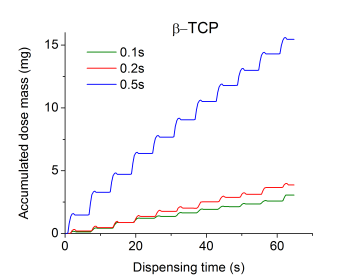 β–TCP
0.1s
0.2s
0.5s
Accumulated dose mass (mg)
15
10
5
0
0
20
40
60
Dispensing time (s)